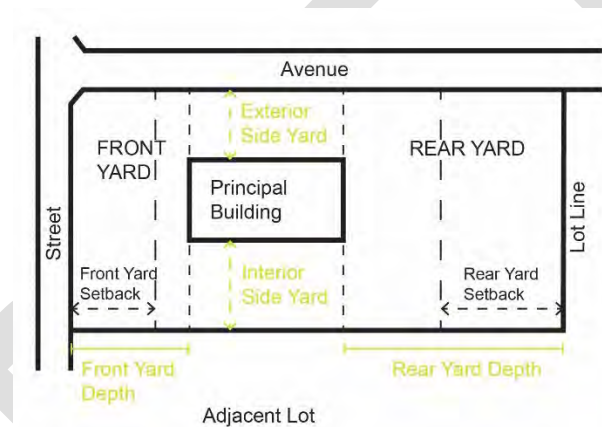 Avenue
Exterior
Side Yard
FRONT
YARD
REAR YARD
Principal
Building
Street
Lot Line
Front Yard
Setback
Interior
Side Yard
Rear Yard
Setback
Front Yard
Depth
Rear Yard Depth
Adjacent Lot